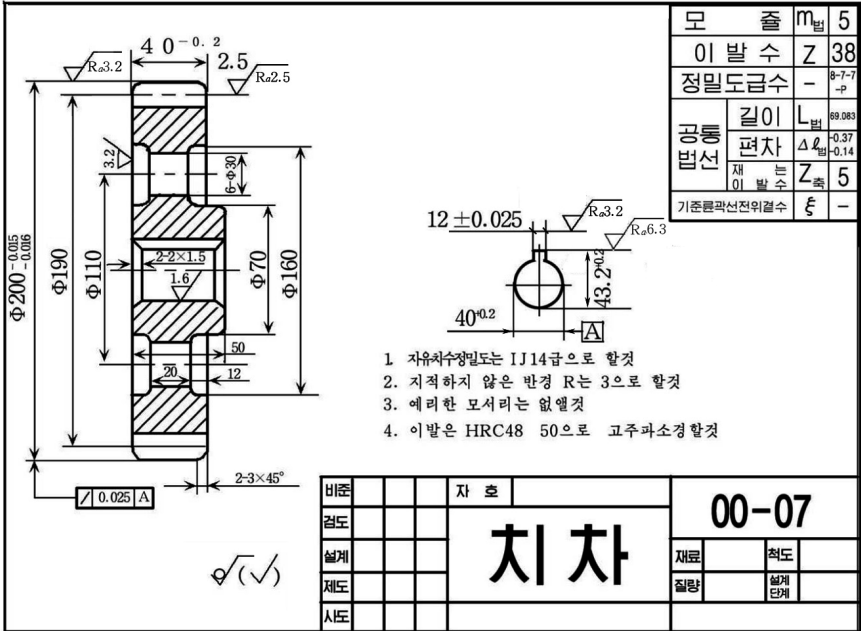 40-0.2
2.5
Ra3.2
Ra2.5
3.2
6-Φ30
2-2×1.5
1.6
Φ200-0.015
-0.016
Φ190
Φ110
Φ70
Φ160
50
20
12
2-3×45°
0.025 A
모 쥴 m법 5
이 발 수 Z 38
정밀도급수 - 8-7-7
-P
공통
법선
길이 L법 69.083
편차 Δℓ법 -0.37
-0.14
재 는
이 발 수 Z축 5
기준륜곽선전위결수 ξ -
12±0.025
Ra3.2
Ra6.3
43.2+0.2
40+0.2
A
1. 자유치수정밀도는 IJ14급으로 할것
2. 지적하지 않은 반경 R는 3으로 할것
3. 예리한 모서리는 없앨것
4. 이발은 HRC48 50으로 고주파소경할것
비준
검도
설계
제도
사도
자 호
치차
00-07
재료
척도
질량
설계
단계